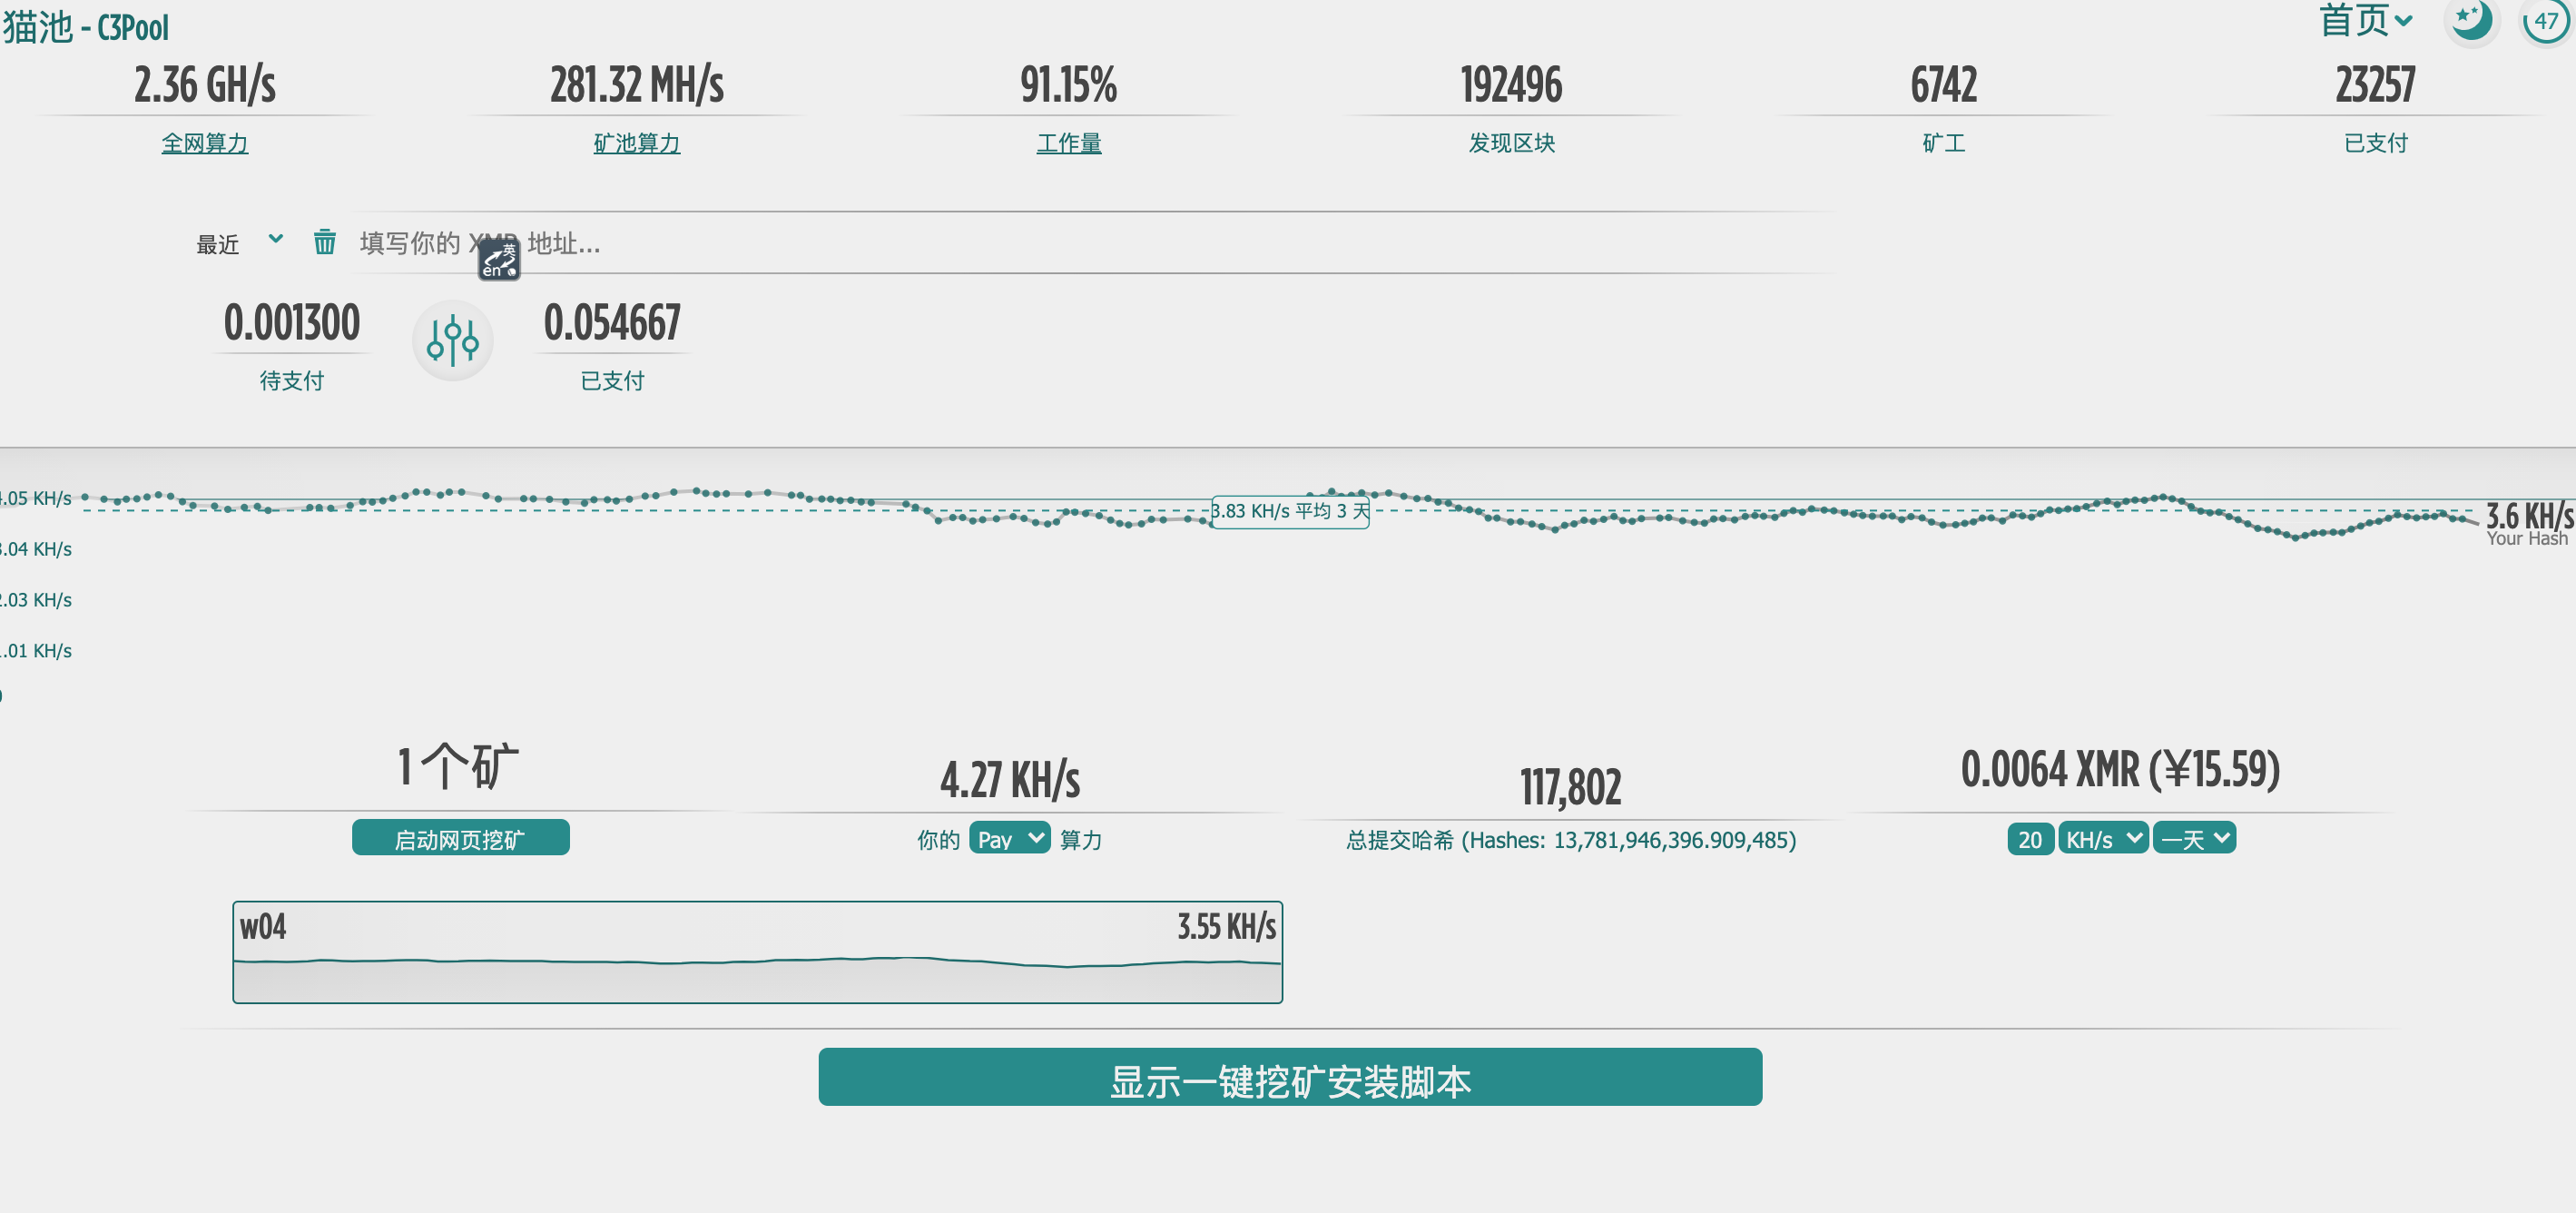 猫池 - C3Pool
首页
47
2.36 GH/s
281.32 MH/s
91.15%
192496
6742
23257
全网算力
矿池算力
工作量
发现区块
矿工
已支付
最近
填写你的 XMR 地址...
英
en
0.001300
0.054667
待支付
已支付
4.05 KH/s
3.83 KH/s 平均 3 天
3.6 KH/s
Your Hash
3.04 KH/s
2.03 KH/s
1.01 KH/s
0
1 个矿
4.27 KH/s
117,802
0.0064 XMR (¥15.59)
启动网页挖矿
你的 Pay 算力
总提交哈希 (Hashes: 13,781,946,396.909,485)
20 KH/s 一天
w04
3.55 KH/s
显示一键挖矿安装脚本